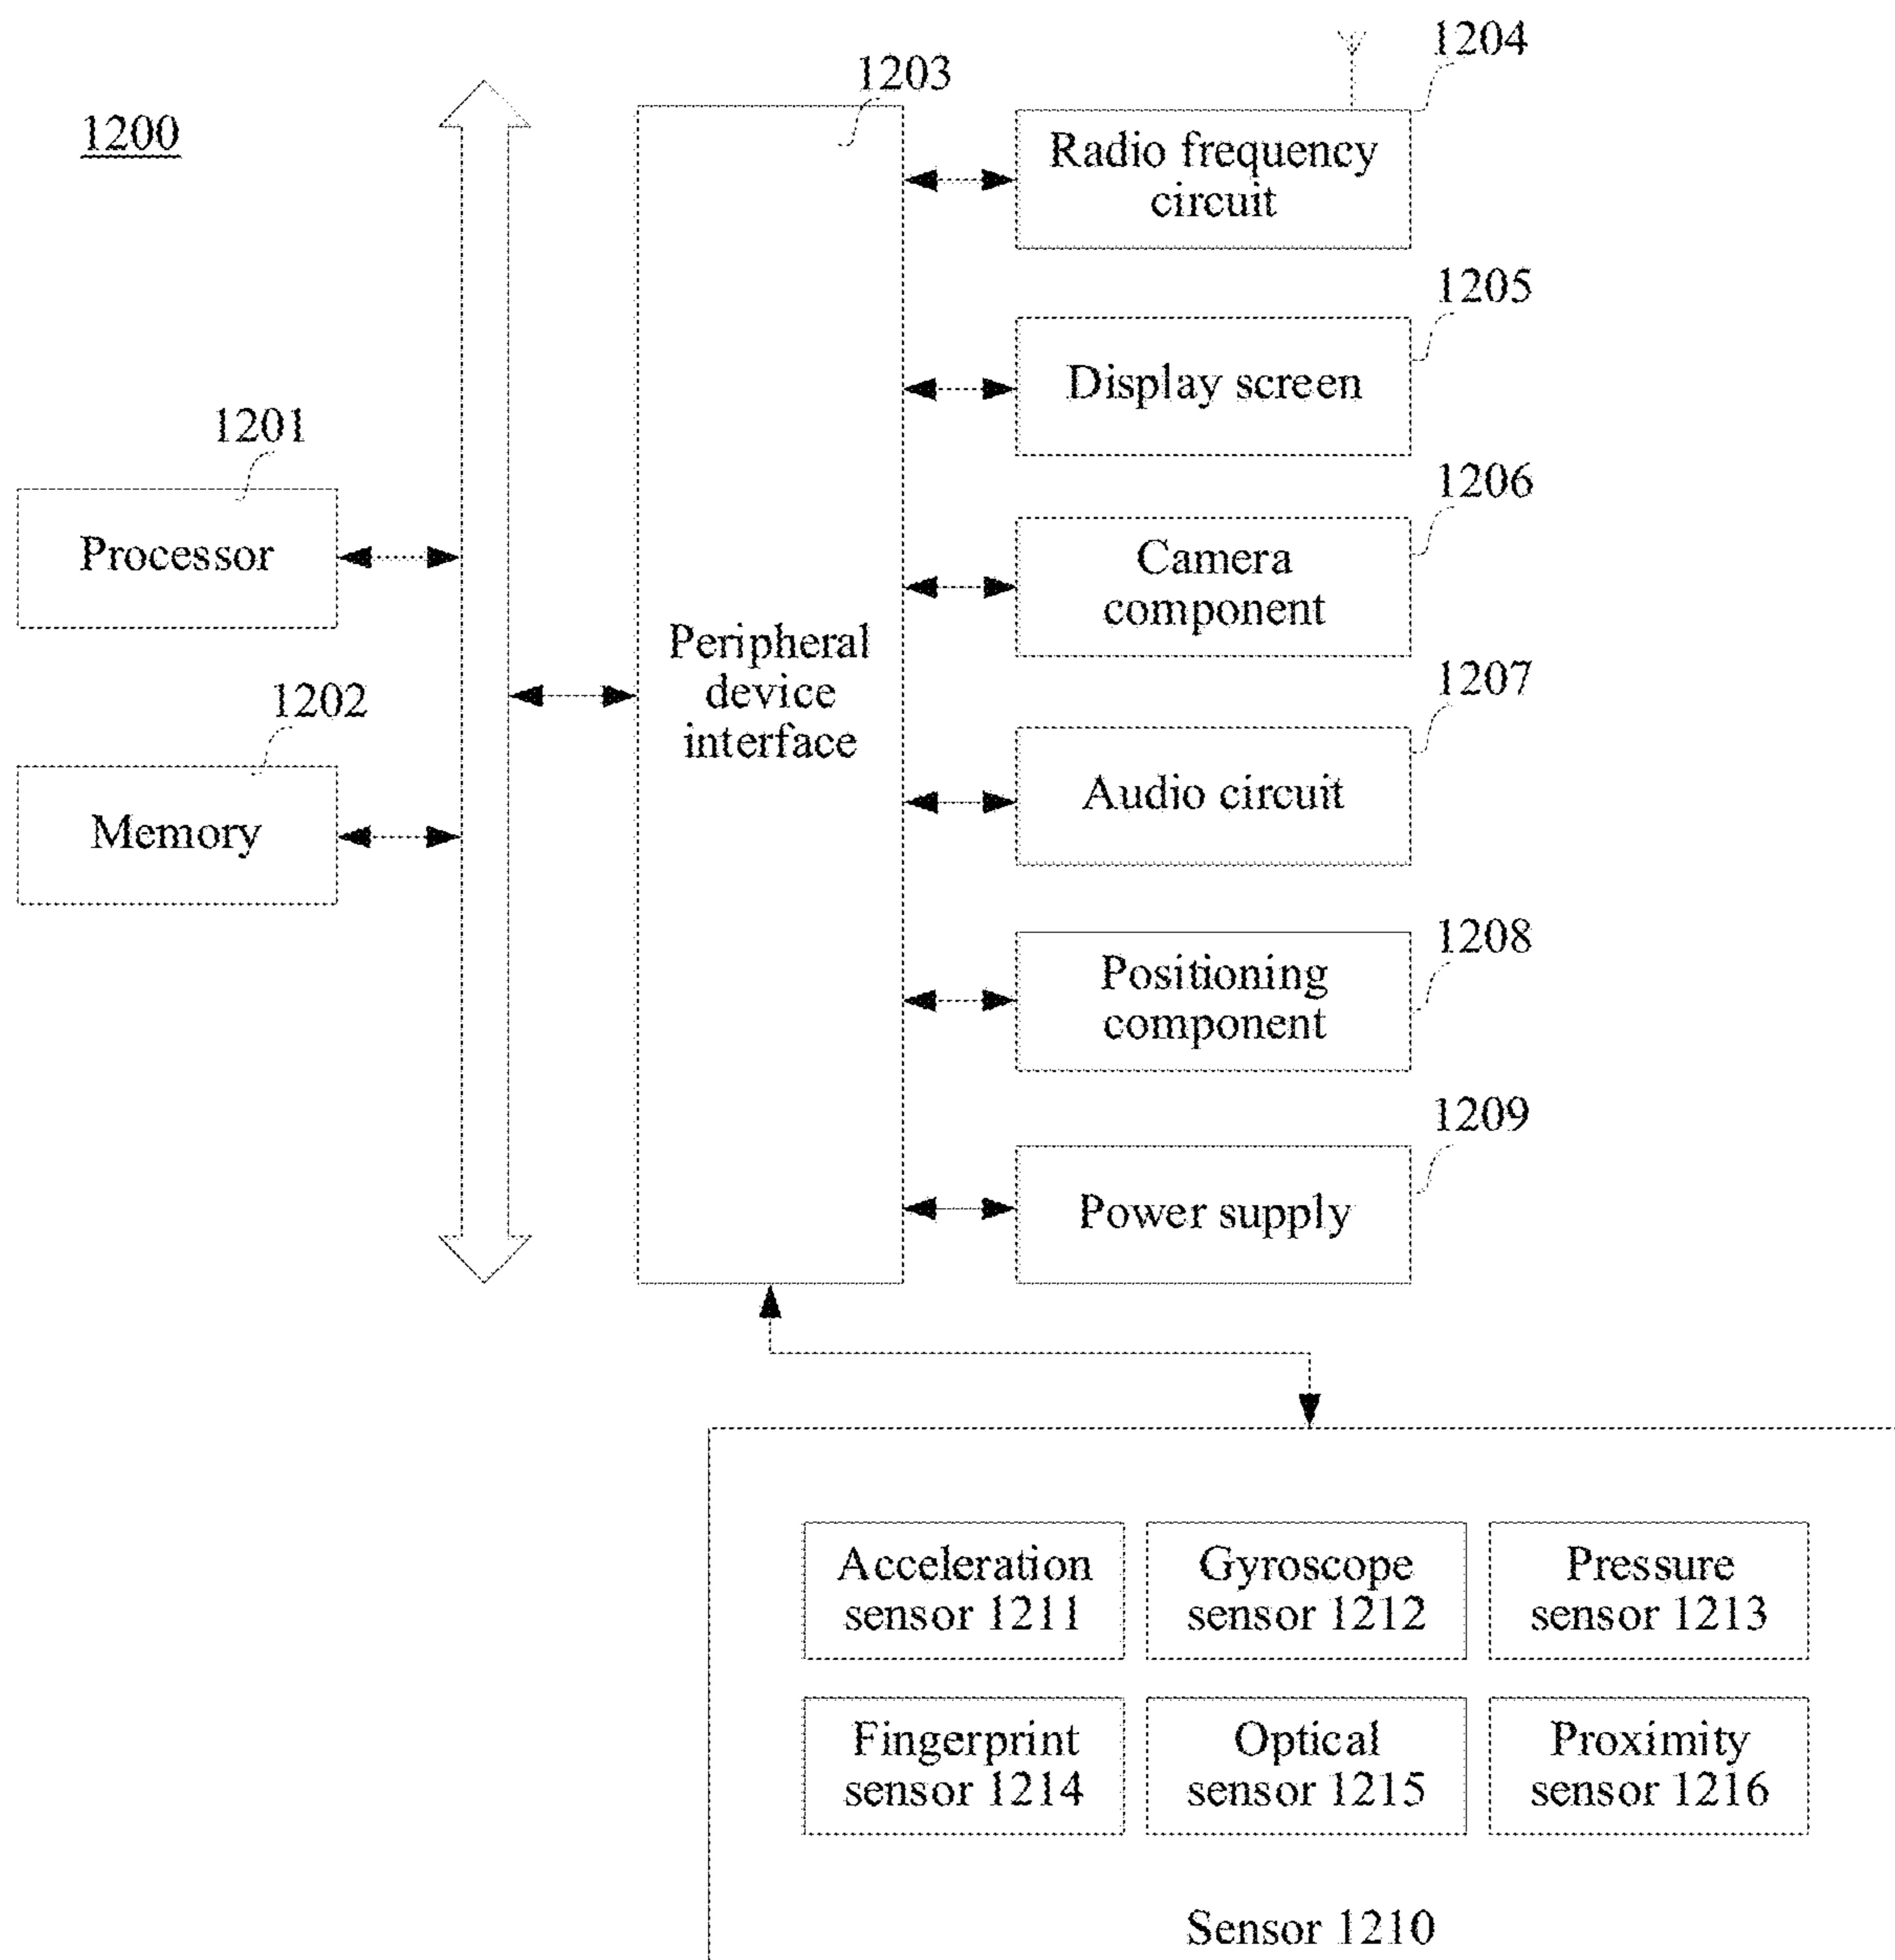 1200
1203
1204
Radio frequency
circuit
1205
Display screen
1201
Processor
1206
Camera
component
Peripheral
device
interface
1202
Memory
1207
Audio circuit
1208
Positioning
component
1209
Power supply
Acceleration
sensor 1211
Gyroscope
sensor 1212
Pressure
sensor 1213
Fingerprint
sensor 1214
Optical
sensor 1215
Proximity
sensor 1216
Sensor 1210